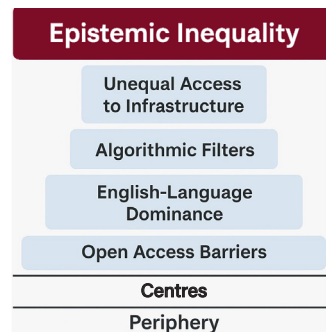 Epistemic Inequality
Unequal Access
to Infrastructure
Algorithmic Filters
English-Language
Dominance
Open Access Barriers
Centres
Periphery